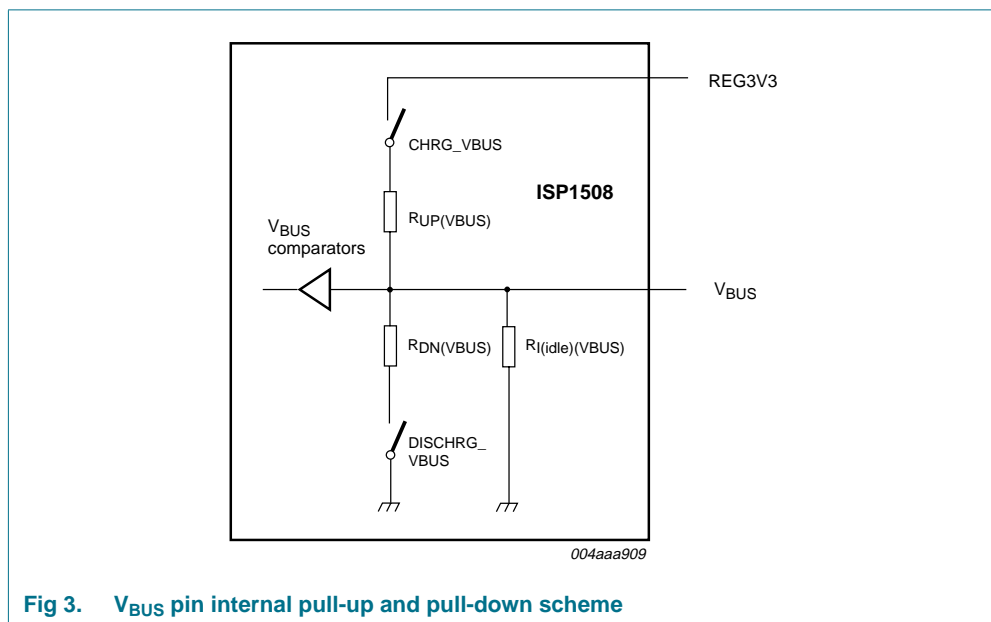 REG3V3
CHRG_VBUS
ISP1508
RUP(VBUS)
VBUS
comparators
VBUS
RDN(VBUS)
RI(idle)(VBUS)
DISCHRG_
VBUS
004aaa909
Fig 3. VBUS pin internal pull-up and pull-down scheme